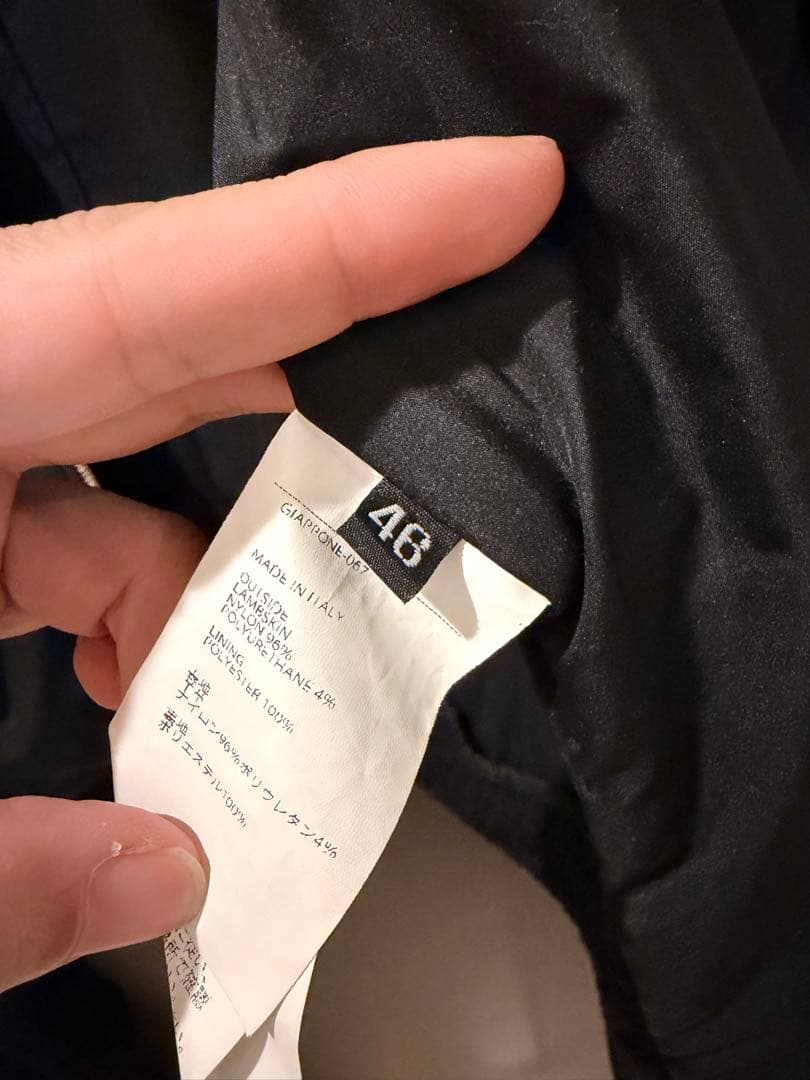 46
GIAPPONE-067
MADE IN ITALY
OUTSIDE
LAMBSKIN
NYLON 96%
POLYURETHANE 4%
LINING
POLYESTER 100%
表地
羊革
ナイロン96%ポリウレタン4%
裏地
ポリエステル100%